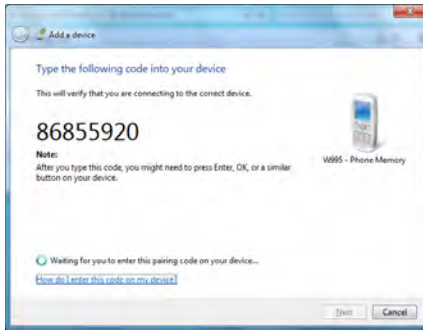 Add a device
Type the following code into your device
This will verify that you are connecting to the correct device.
86855920
Note:
After you type this code, you might need to press Enter, OK, or a similar
button on your device.
W995 - Phone Memory
Waiting for you to enter this pairing code on your device...
How do I enter this code on my device?
Next Cancel